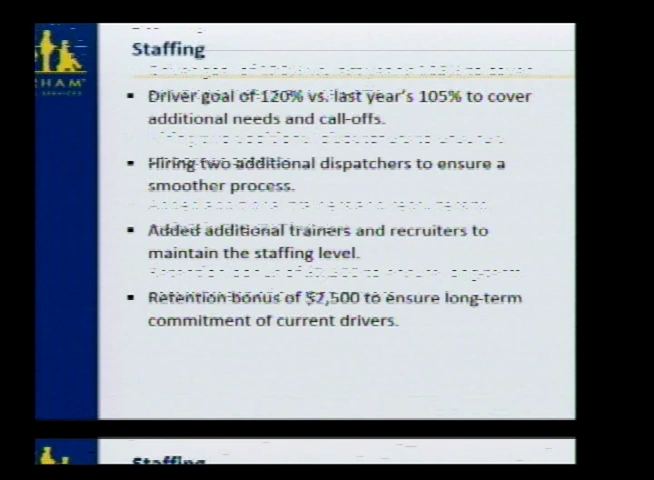 Staffing
▪ Driver goal of 120% vs. last year's 105% to cover
additional needs and call-offs.
▪ Hiring two additional dispatchers to ensure a
smoother process.
▪ Added additional trainers and recruiters to
maintain the staffing level.
▪ Retention bonus of $2,500 to ensure long-term
commitment of current drivers.
RHAM
Staffing